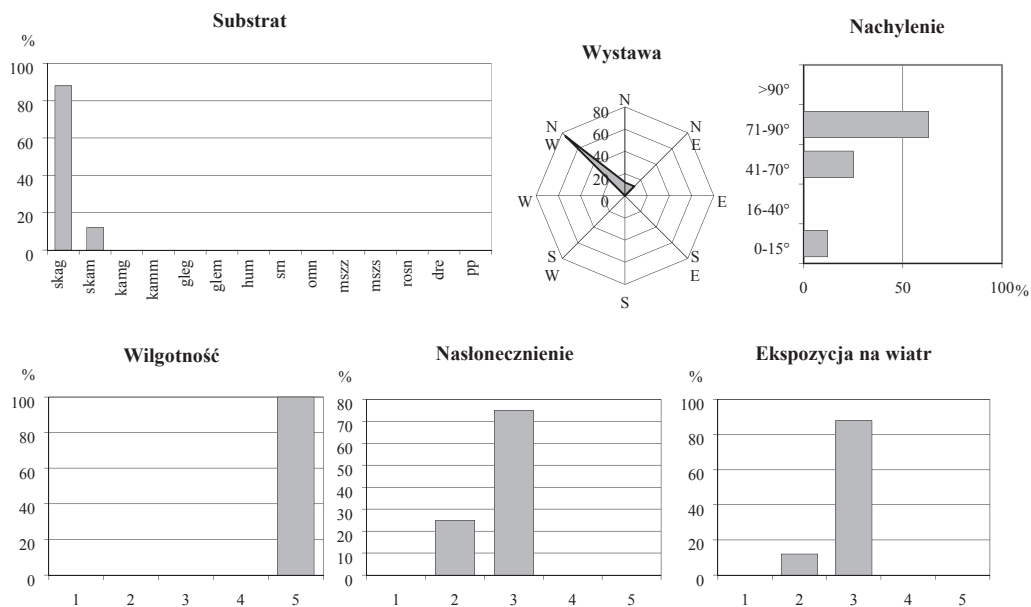 Substrat
%
100
80
60
40
20
0
skag
skam
kamg
kamm
gleg
glem
hum
srn
omn
mszz
mszs
rosn
dre
pp
Wystawa
N
N
E
E
S
E
S
S
W
W
N
W
80
60
40
20
0
Nachylenie
>90°
71-90°
41-70°
16-40°
0-15°
0
50
100%
Wilgotność
%
100
80
60
40
20
0
1 2 3 4 5
Nasłonecznienie
%
80
70
60
50
40
30
20
10
0
1 2 3 4 5
Ekspozycja na wiatr
%
100
80
60
40
20
0
1 2 3 4 5